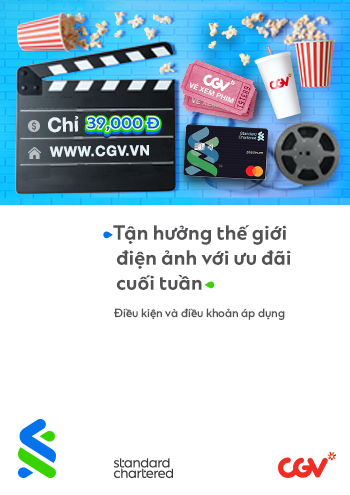 CGV
VÉ XEM PHIM
CGV
Chỉ 39,000 Đ
WWW.CGV.VN
standard
chartered
platinum
Tận hưởng thế giới
điện ảnh với ưu đãi
cuối tuần
Điều kiện và điều khoản áp dụng
standard
chartered
CGV